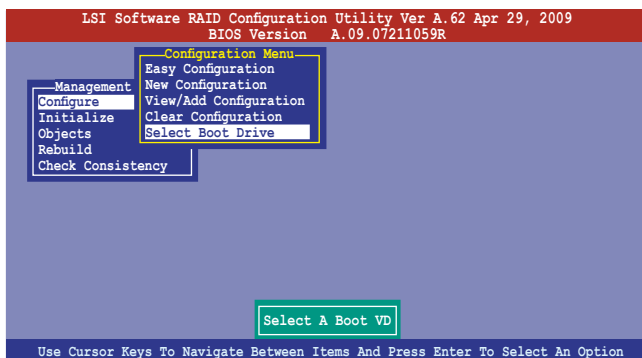 LSI Software RAID Configuration Utility Ver A.62 Apr 29, 2009
BIOS Version A.09.07211059R
Configuration Menu
Easy Configuration
New Configuration
View/Add Configuration
Clear Configuration
Select Boot Drive
Management
Configure
Initialize
Objects
Rebuild
Check Consistency
Select A Boot VD
Use Cursor Keys To Navigate Between Items And Press Enter To Select An Option